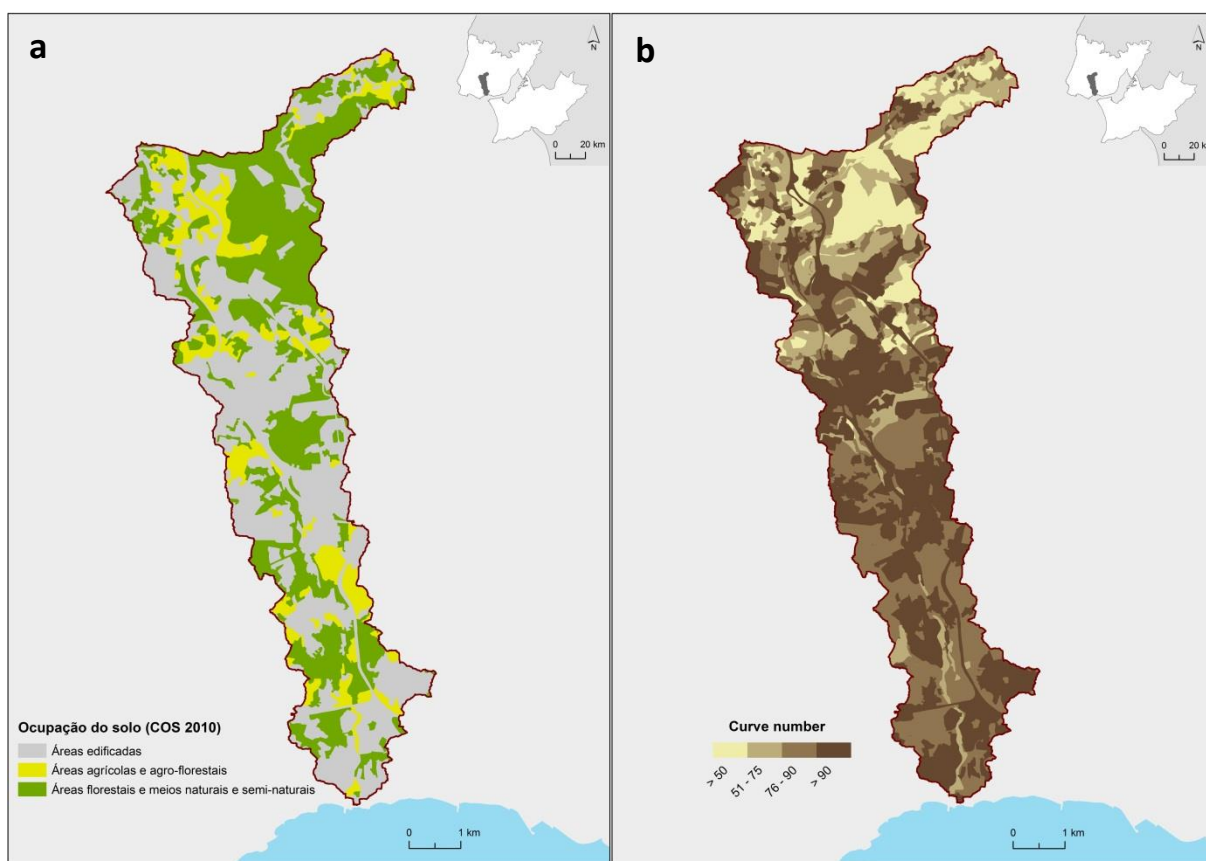 a
N
0 20 km
Ocupação do solo (COS 2010)
Áreas edificadas
Áreas agrícolas e agro-florestais
Áreas florestais e meios naturais e semi-naturais
0 1 km
b
N
0 20 km
Curve number
> 50
51 - 75
76 - 90
> 90
0 1 km